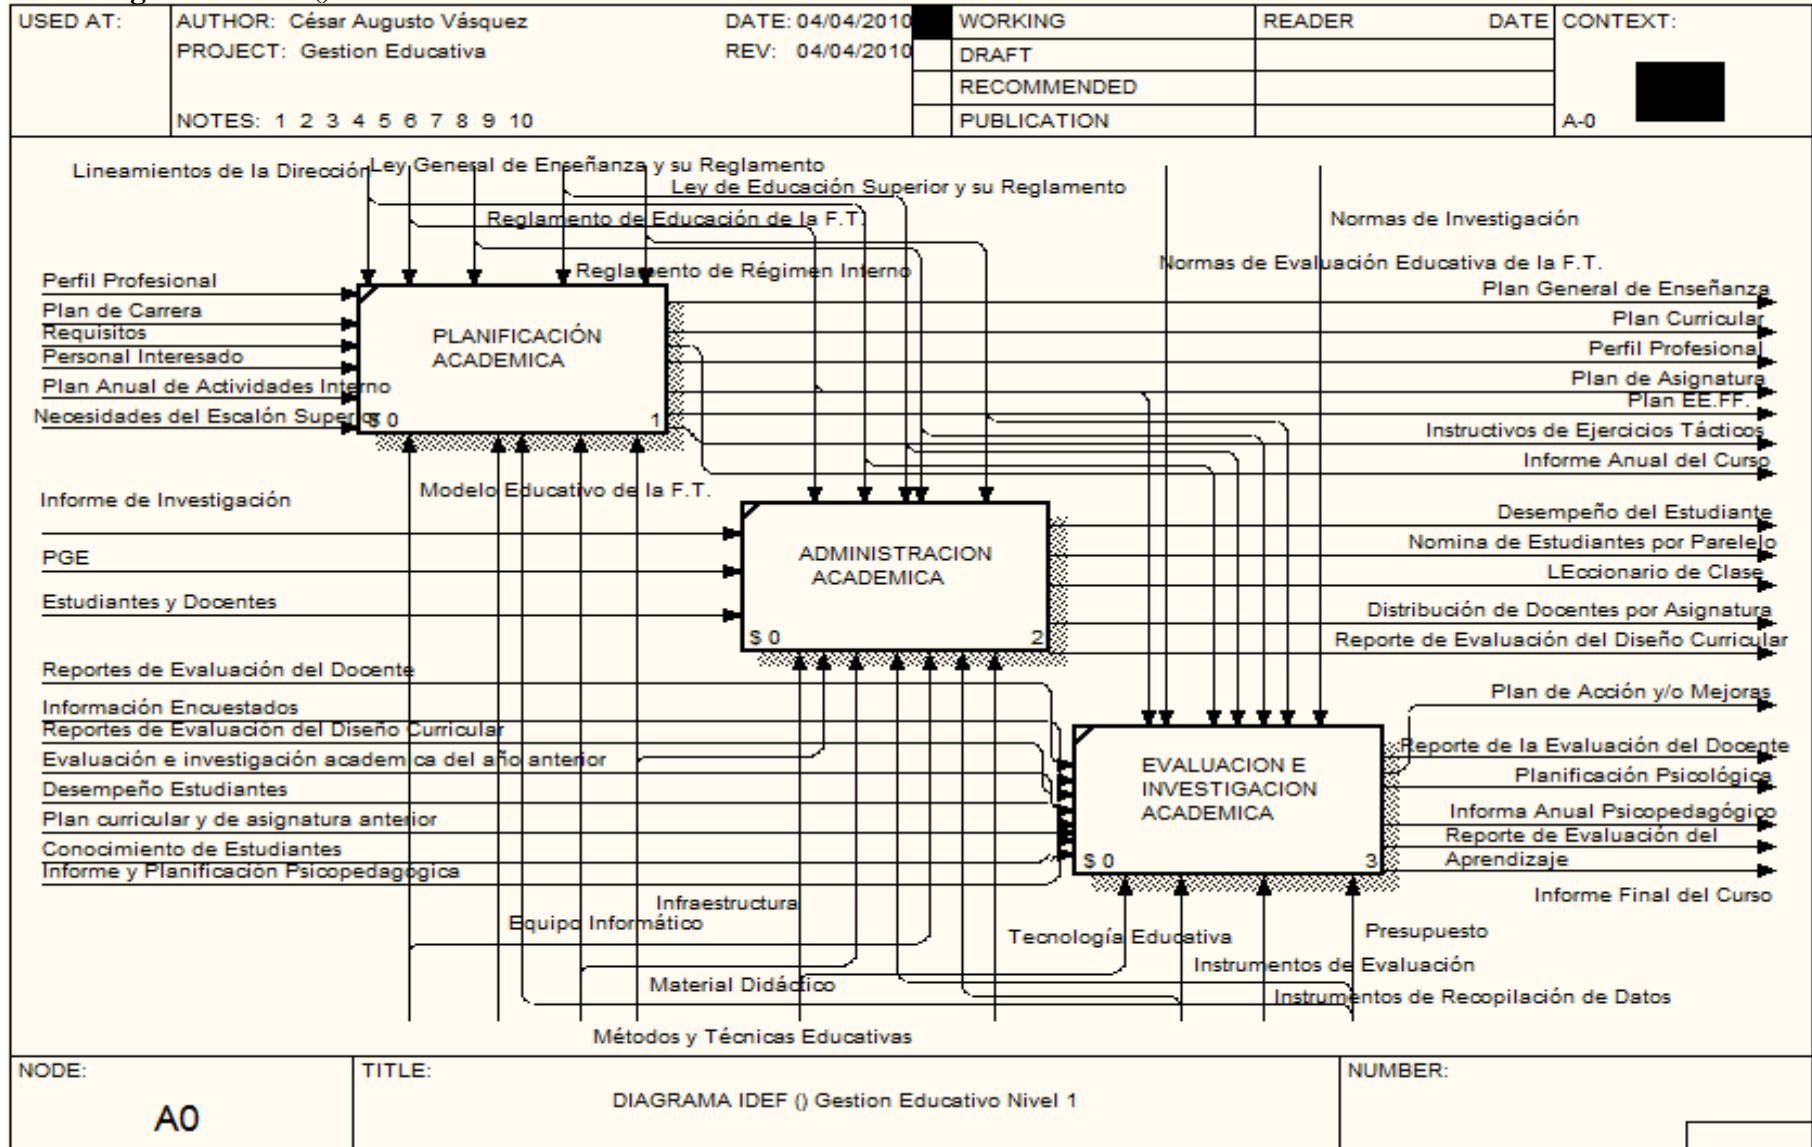 USED AT:
AUTHOR: César Augusto Vásquez
DATE: 04/04/2010
PROJECT: Gestion Educativa
REV: 04/04/2010
NOTES: 1 2 3 4 5 6 7 8 9 10
WORKING
DRAFT
RECOMMENDED
PUBLICATION
READER
DATE
CONTEXT:
A-0
Lineamientos de la Dirección
Ley General de Enseñanza y su Reglamento
Ley de Educación Superior y su Reglamento
Reglamento de Educación de la F.T.
Normas de Investigación
Reglamento de Régimen Interno
Normas de Evaluación Educativa de la F.T.
Perfil Profesional
Plan de Carrera
Requisitos
Personal Interesado
Plan Anual de Actividades Interno
Necesidades del Escalón Superior
PLANIFICACIÓN
ACADEMICA
$ 0
1
Plan General de Enseñanza
Plan Curricular
Perfil Profesional
Plan de Asignatura
Plan EE.FF.
Instructivos de Ejercicios Tácticos
Informe Anual del Curso
Modelo Educativo de la F.T.
Informe de Investigación
PGE
Estudiantes y Docentes
ADMINISTRACION
ACADEMICA
$ 0
2
Desempeño del Estudiante
Nomina de Estudiantes por Parelelo
LEccionario de Clase
Distribución de Docentes por Asignatura
Reporte de Evaluación del Diseño Curricular
Reportes de Evaluación del Docente
Información Encuestados
Reportes de Evaluación del Diseño Curricular
Evaluación e investigación academica del año anterior
Desempeño Estudiantes
Plan curricular y de asignatura anterior
Conocimiento de Estudiantes
Informe y Planificación Psicopedagógica
EVALUACION E
INVESTIGACION
ACADEMICA
$ 0
3
Plan de Acción y/o Mejoras
Reporte de la Evaluación del Docente
Planificación Psicológica
Informa Anual Psicopedagógico
Reporte de Evaluación del
Aprendizaje
Informe Final del Curso
Infraestructura
Equipo Informático
Tecnología Educativa
Presupuesto
Instrumentos de Evaluación
Material Didáctico
Instrumentos de Recopilación de Datos
Métodos y Técnicas Educativas
NODE:
A0
TITLE:
DIAGRAMA IDEF () Gestion Educativo Nivel 1
NUMBER: